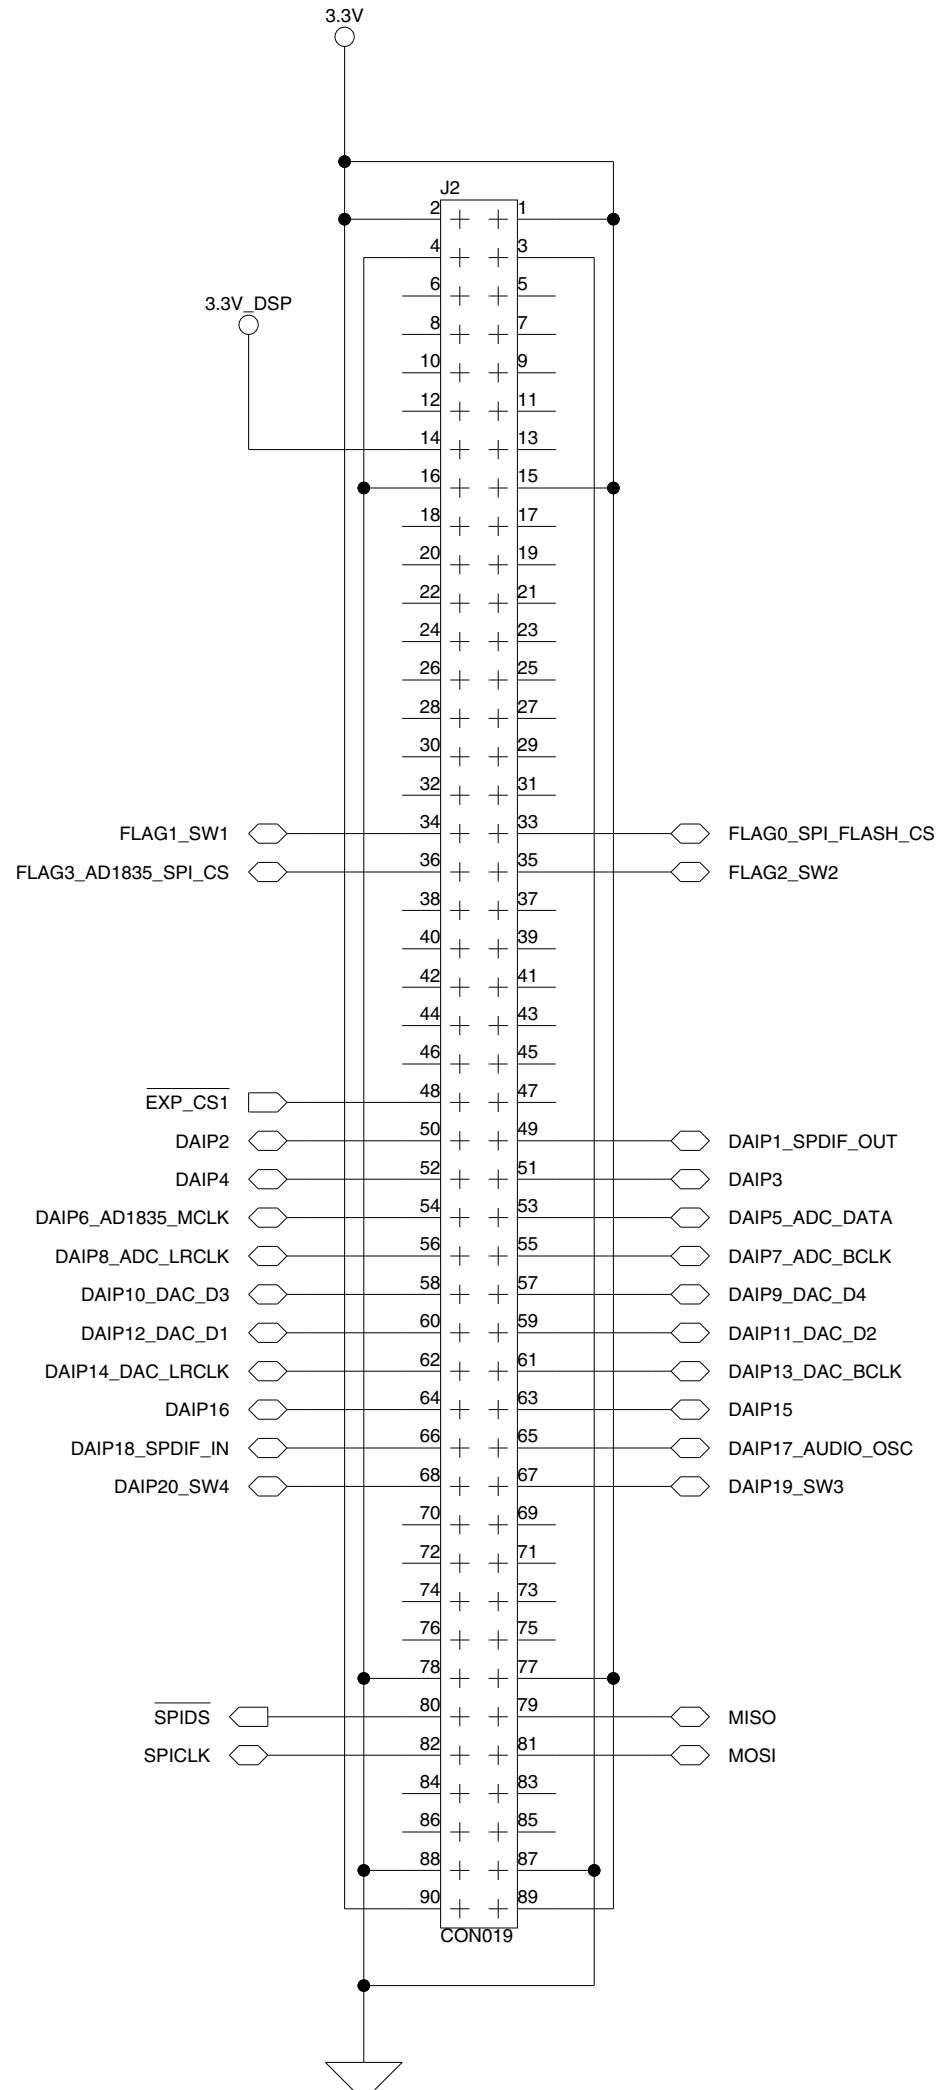 3.3V
J2
2 1
4 3
6 5
3.3V_DSP
8 7
10 9
12 11
14 13
16 15
18 17
20 19
22 21
24 23
26 25
28 27
30 29
32 31
FLAG1_SW1 34 33 FLAG0_SPI_FLASH_CS
FLAG3_AD1835_SPI_CS 36 35 FLAG2_SW2
38 37
40 39
42 41
44 43
46 45
EXP_CS1 48 47
DAIP2 50 49 DAIP1_SPDIF_OUT
DAIP4 52 51 DAIP3
DAIP6_AD1835_MCLK 54 53 DAIP5_ADC_DATA
DAIP8_ADC_LRCLK 56 55 DAIP7_ADC_BCLK
DAIP10_DAC_D3 58 57 DAIP9_DAC_D4
DAIP12_DAC_D1 60 59 DAIP11_DAC_D2
DAIP14_DAC_LRCLK 62 61 DAIP13_DAC_BCLK
DAIP16 64 63 DAIP15
DAIP18_SPDIF_IN 66 65 DAIP17_AUDIO_OSC
DAIP20_SW4 68 67 DAIP19_SW3
70 69
72 71
74 73
76 75
78 77
SPIDS 80 79 MISO
SPICLK 82 81 MOSI
84 83
86 85
88 87
90 89
CON019